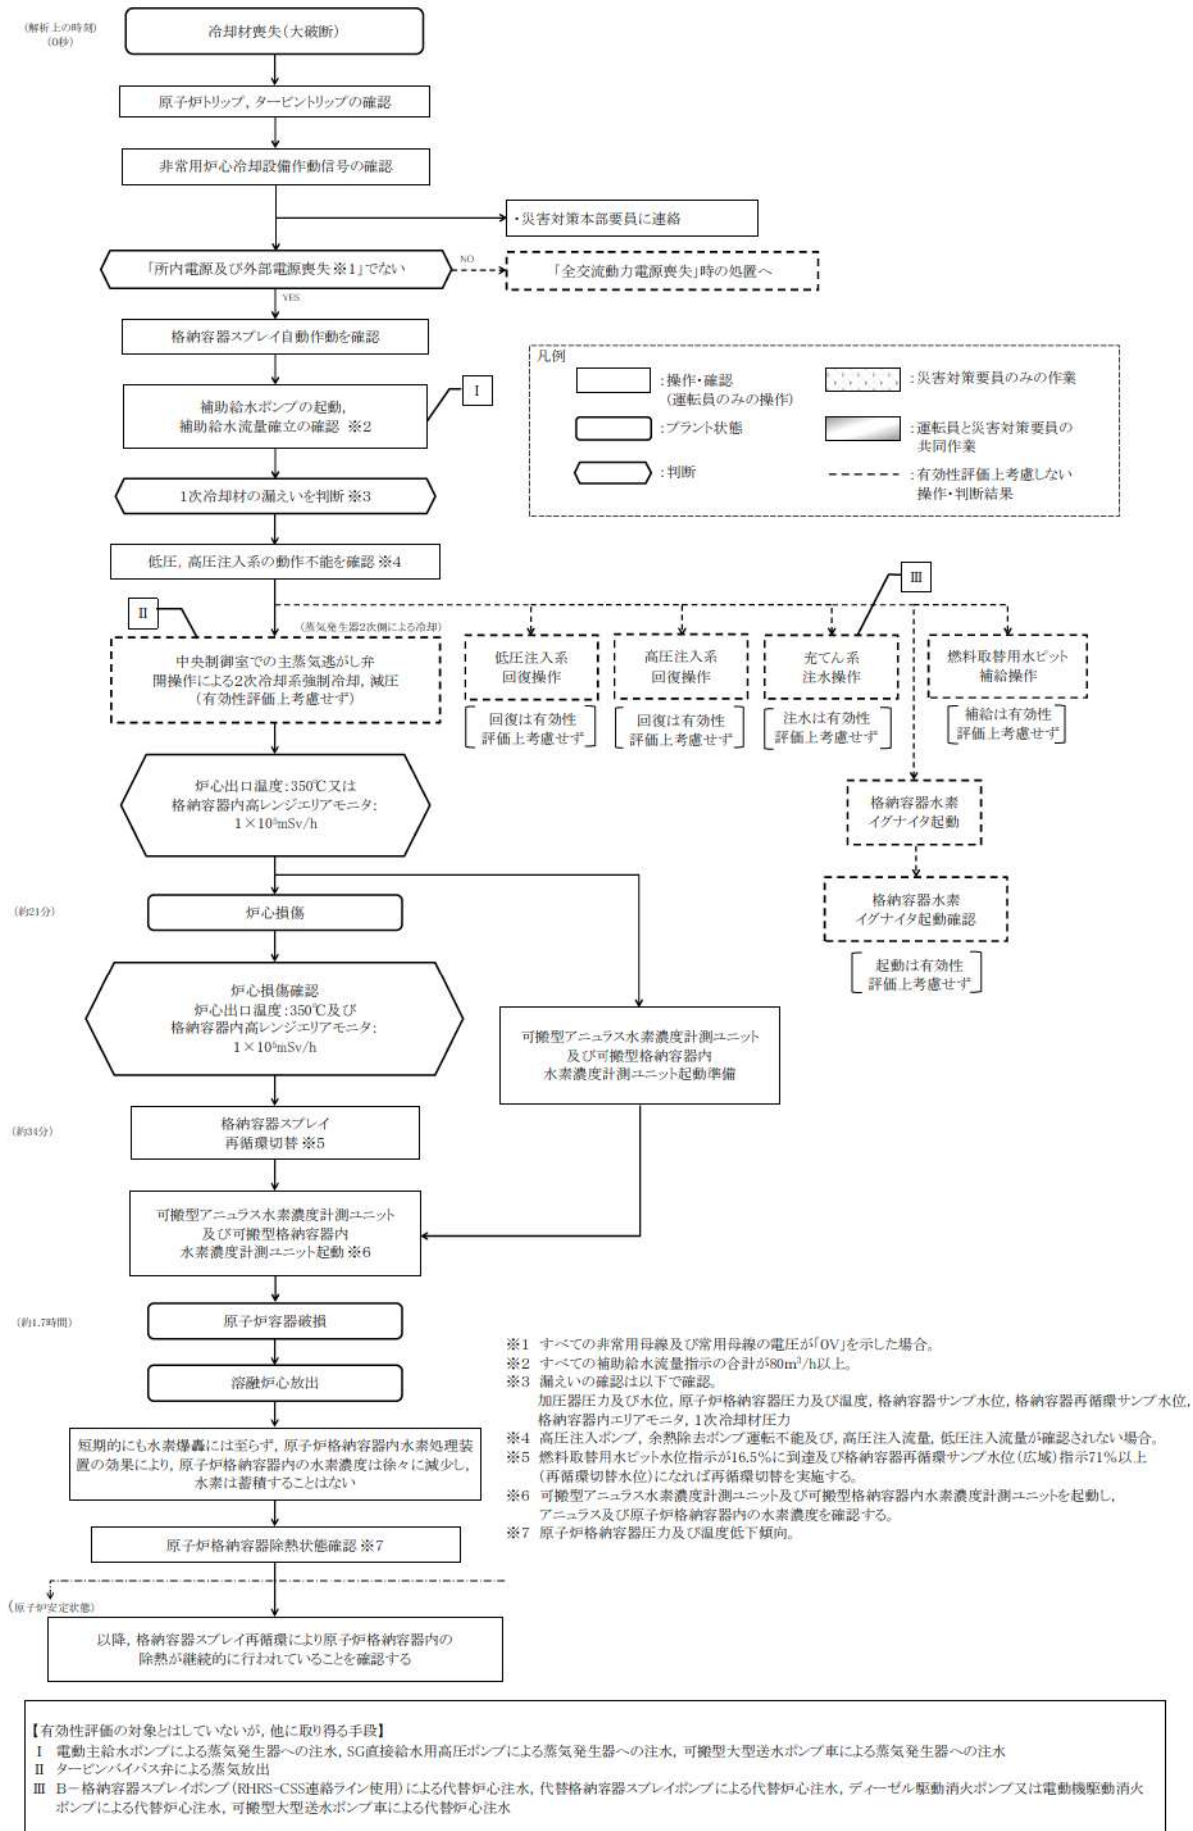 (解析上の時刻)
(0秒)
冷却材喪失(大破断)
原子炉トリップ，タービントリップの確認
非常用炉心冷却設備作動信号の確認
・災害対策本部要員に連絡
「所内電源及び外部電源喪失※1」でない
NO
「全交流動力電源喪失」時の処置へ
YES
格納容器スプレイ自動作動を確認
補助給水ポンプの起動，
補助給水流量確立の確認 ※2
I
凡例
：操作・確認
(運転員のみの操作)
：災害対策要員のみの作業
：プラント状態
：運転員と災害対策要員の
共同作業
：判断
：有効性評価上考慮しない
操作・判断結果
1次冷却材の漏えいを判断※3
低圧，高圧注入系の動作不能を確認※4
II
III
(蒸気発生器2次側による冷却)
中央制御室での主蒸気逃がし弁
開操作による2次冷却系強制冷却，減圧
(有効性評価上考慮せず)
低圧注入系
回復操作
回復は有効性
評価上考慮せず
高圧注入系
回復操作
回復は有効性
評価上考慮せず
充てん系
注水操作
注水は有効性
評価上考慮せず
燃料取替用水ピット
補給操作
補給は有効性
評価上考慮せず
炉心出口温度：350℃又は
格納容器内高レンジエリアモニタ：
1×10⁵mSv/h
格納容器水素
イグナイタ起動
格納容器水素
イグナイタ起動確認
起動は有効性
評価上考慮せず
(約21分)
炉心損傷
炉心損傷確認
炉心出口温度：350℃及び
格納容器内高レンジエリアモニタ：
1×10⁵mSv/h
可搬型アニュラス水素濃度計測ユニット
及び可搬型格納容器内
水素濃度計測ユニット起動準備
(約34分)
格納容器スプレイ
再循環切替※5
可搬型アニュラス水素濃度計測ユニット
及び可搬型格納容器内
水素濃度計測ユニット起動※6
(約1.7時間)
原子炉容器破損
溶融炉心放出
短期的にも水素爆轟には至らず，原子炉格納容器内水素処理装
置の効果により，原子炉格納容器内の水素濃度は徐々に減少し，
水素は蓄積することはない
原子炉格納容器除熱状態確認※7
(原子炉安定状態)
以降，格納容器スプレイ再循環により原子炉格納容器内の
除熱が継続的に行われていることを確認する
※1 すべての非常用母線及び常用母線の電圧が「0V」を示した場合。
※2 すべての補助給水流量指示の合計が80m³/h以上。
※3 漏えいの確認は以下で確認。
加圧器圧力及び水位，原子炉格納容器圧力及び温度，格納容器サンプ水位，格納容器再循環サンプ水位，
格納容器内エリアモニタ，1次冷却材圧力
※4 高圧注入ポンプ，余熱除去ポンプ運転不能及び，高圧注入流量，低圧注入流量が確認されない場合。
※5 燃料取替用水ピット水位指示が16.5％に到達及び格納容器再循環サンプ水位(広域)指示71％以上
(再循環切替水位)になれば再循環切替を実施する。
※6 可搬型アニュラス水素濃度計測ユニット及び可搬型格納容器内水素濃度計測ユニットを起動し，
アニュラス及び原子炉格納容器内の水素濃度を確認する。
※7 原子炉格納容器圧力及び温度低下傾向。
【有効性評価の対象とはしていないが，他に取り得る手段】
I 電動主給水ポンプによる蒸気発生器への注水，SG直接給水用高圧ポンプによる蒸気発生器への注水，可搬型大型送水ポンプ車による蒸気発生器への注水
II タービンバイパス弁による蒸気放出
III B－格納容器スプレイポンプ(RHRS-CSS連絡ライン使用)による代替炉心注水，代替格納容器スプレイポンプによる代替炉心注水，ディーゼル駆動消火ポンプ又は電動機駆動消火
ポンプによる代替炉心注水，可搬型大型送水ポンプ車による代替炉心注水